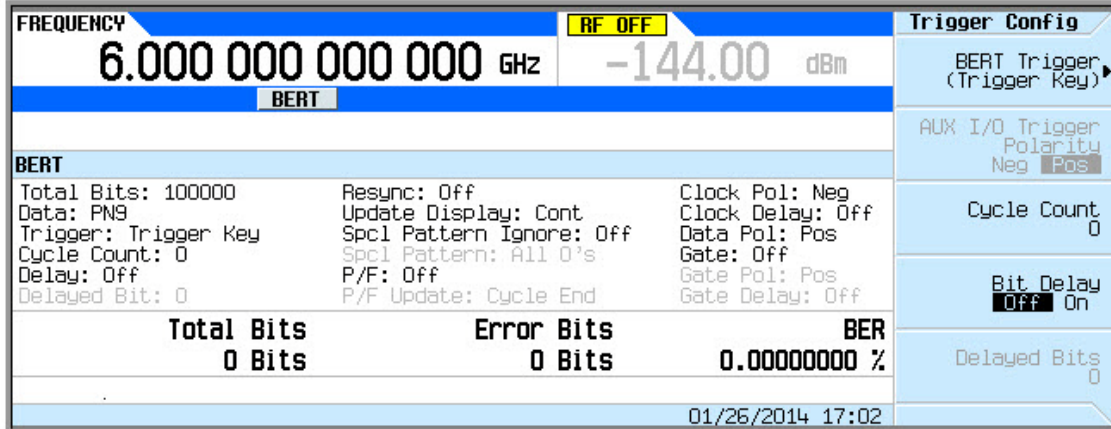 FREQUENCY
RF OFF
6.000 000 000 000 GHz
-144.00 dBm
BERT
BERT
Total Bits: 100000
Resync: Off
Clock Pol: Neg
Data: PN9
Update Display: Cont
Clock Delay: Off
Trigger: Trigger Key
Spcl Pattern Ignore: Off
Data Pol: Pos
Cycle Count: 0
Spcl Pattern: All 0's
Gate: Off
Delay: Off
P/F: Off
Gate Pol: Pos
Delayed Bit: 0
P/F Update: Cycle End
Gate Delay: Off
Total Bits
Error Bits
BER
0 Bits
0 Bits
0.00000000 %
01/26/2014 17:02
Trigger Config
BERT Trigger
(Trigger Key)
AUX I/O Trigger
Polarity
Neg Pos
Cycle Count
0
Bit Delay
Off On
Delayed Bits
0